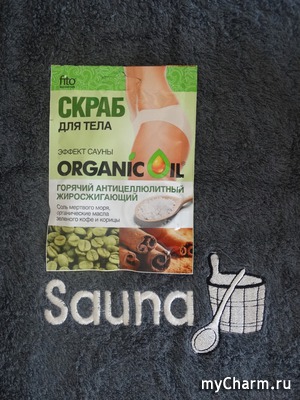 fito
СКРАБ
ДЛЯ ТЕЛА
ЭФФЕКТ САУНЫ
ORGANIC OIL
ГОРЯЧИЙ АНТИЦЕЛЛЮЛИТНЫЙ
ЖИРОСЖИГАЮЩИЙ
Соль мертвого моря,
органические масла
зеленого кофе и корицы
Sauna
myCharm.ru